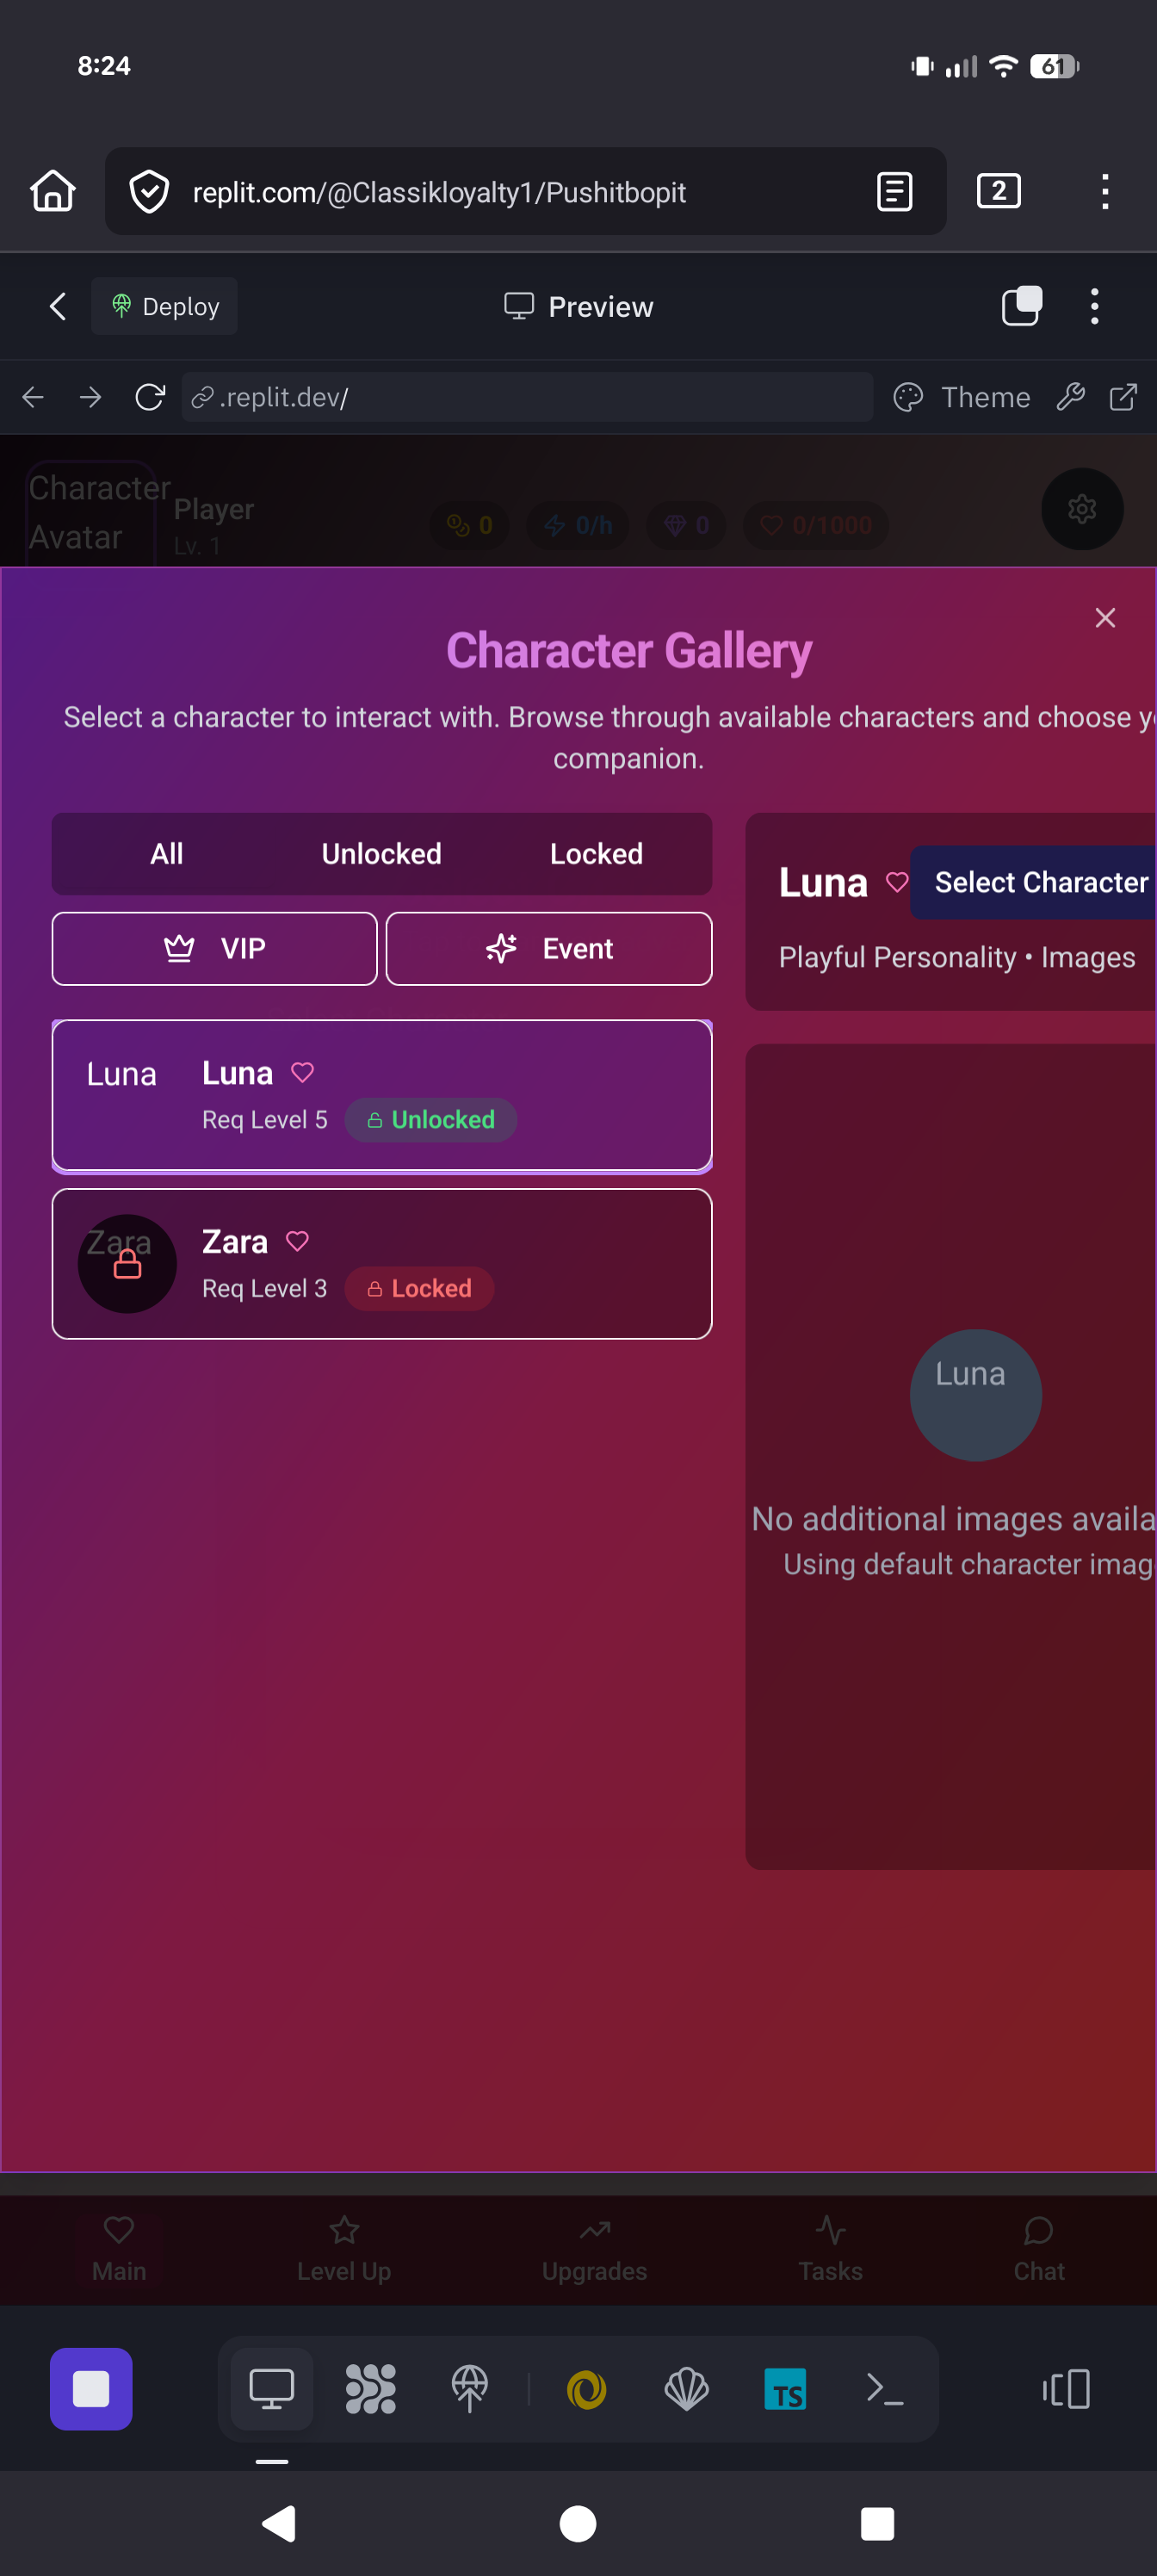 8:24
61
replit.com/@Classikloyalty1/Pushitbopit
2
Deploy
Preview
.replit.dev/
Theme
Character
Avatar
Player
Lv. 1
0
0/h
0
0/1000
Character Gallery
Select a character to interact with. Browse through available characters and choose y
companion.
All
Unlocked
Locked
VIP
Event
Luna
Select Character
Playful Personality • Images
Luna
Luna
Req Level 5
Unlocked
Zara
Zara
Req Level 3
Locked
Luna
No additional images availa
Using default character imag
Main
Level Up
Upgrades
Tasks
Chat
TS